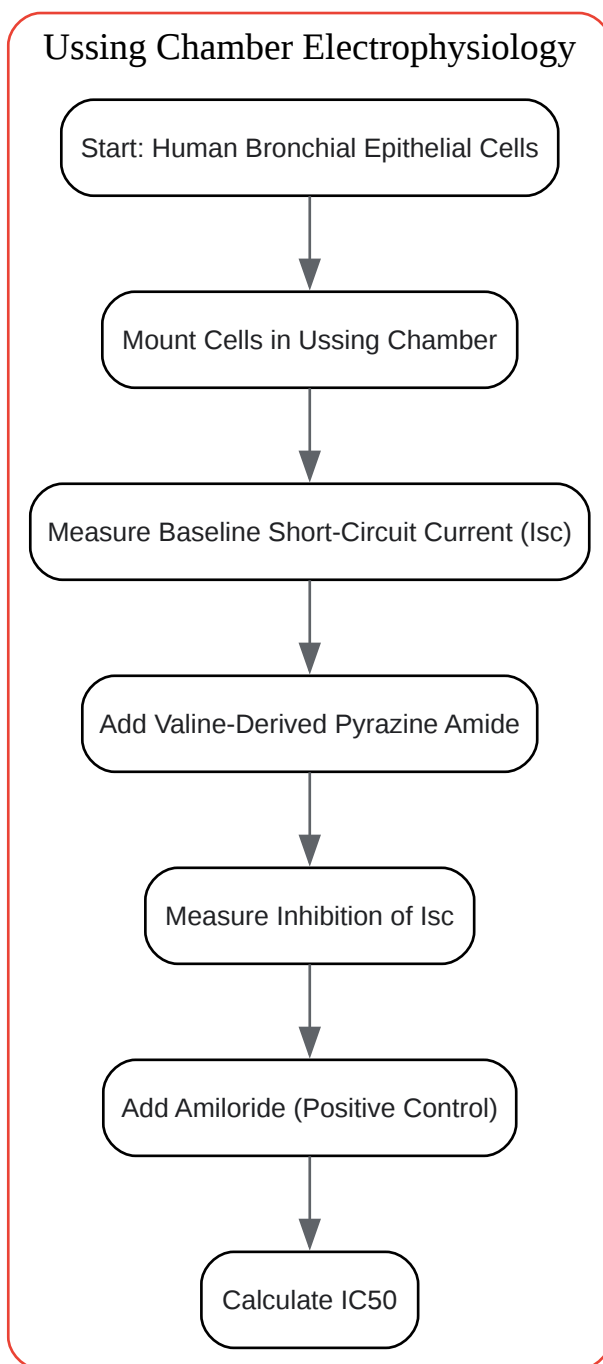 Ussing Chamber Electrophysiology
Start: Human Bronchial Epithelial Cells
Mount Cells in Ussing Chamber
Measure Baseline Short-Circuit Current (Isc)
Add Valine-Derived Pyrazine Amide
Measure Inhibition of Isc
Add Amiloride (Positive Control)
Calculate IC50